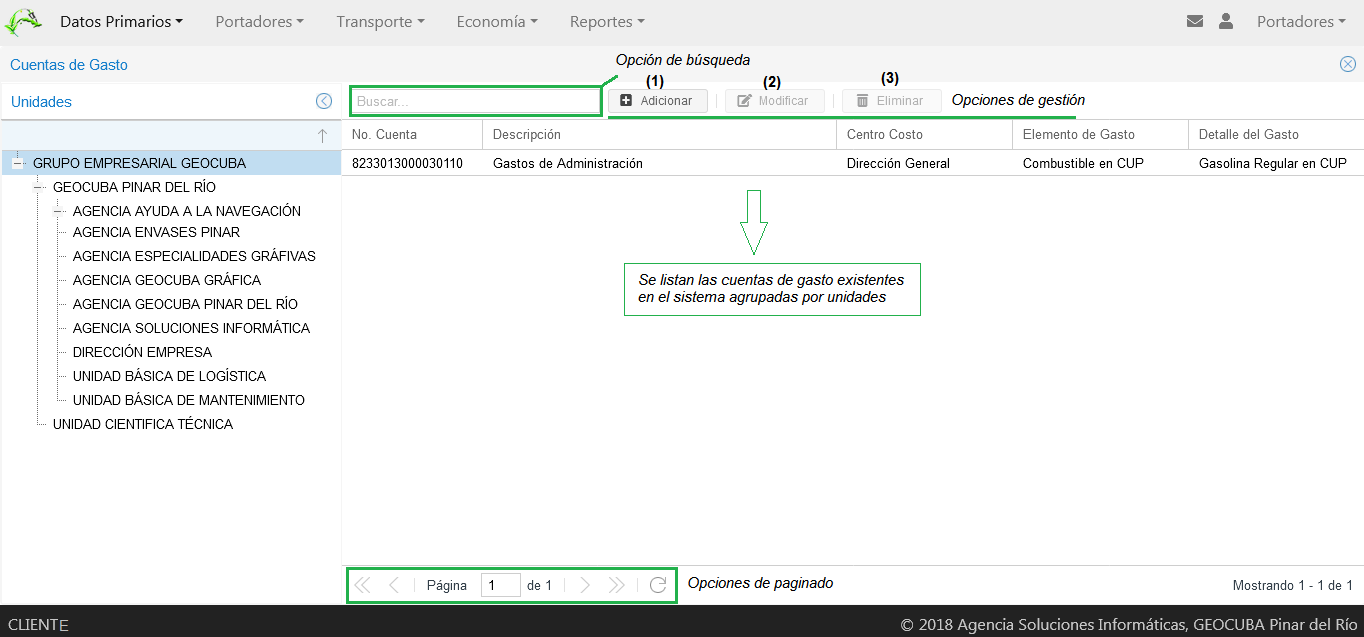 Datos Primarios Portadores Transporte Economía Reportes Portadores
Cuentas de Gasto
Opción de búsqueda
Unidades
Buscar...
(1) (2) (3)
Adicionar Modificar Eliminar Opciones de gestión
No. Cuenta Descripción Centro Costo Elemento de Gasto Detalle del Gasto
8233013000030110 Gastos de Administración Dirección General Combustible en CUP Gasolina Regular en CUP
GRUPO EMPRESARIAL GEOCUBA
GEOCUBA PINAR DEL RÍO
AGENCIA AYUDA A LA NAVEGACIÓN
AGENCIA ENVASES PINAR
AGENCIA ESPECIALIDADES GRÁFIVAS
AGENCIA GEOCUBA GRÁFICA
AGENCIA GEOCUBA PINAR DEL RÍO
AGENCIA SOLUCIONES INFORMÁTICA
DIRECCIÓN EMPRESA
UNIDAD BÁSICA DE LOGÍSTICA
UNIDAD BÁSICA DE MANTENIMIENTO
UNIDAD CIENTIFICA TÉCNICA
Se listan las cuentas de gasto existentes
en el sistema agrupadas por unidades
Página 1 de 1 Opciones de paginado Mostrando 1 - 1 de 1
CLIENTE © 2018 Agencia Soluciones Informáticas, GEOCUBA Pinar del Río